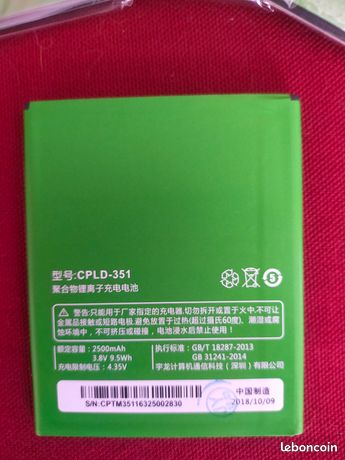 型号:CPLD-351
聚合物锂离子充电电池
5
警告:只能用于厂家指定的充电器,切勿拆开或置于火中,不可让
金属品接触或短路电极,避免放置于过热(超过摄氏60度)、潮湿或腐
蚀环境中,不可挤压或撞击,电池浸水后禁止使用。
额定容量:2500mAh 执行标准:GB/T 18287-2013
3.8V 9.5Wh GB 31241-2014
充电限制电压:4.35V 宇龙计算机通信科技(深圳)有限公司
S/N:CPTM35116325002830
中国制造
2018/10/09
leboncoin